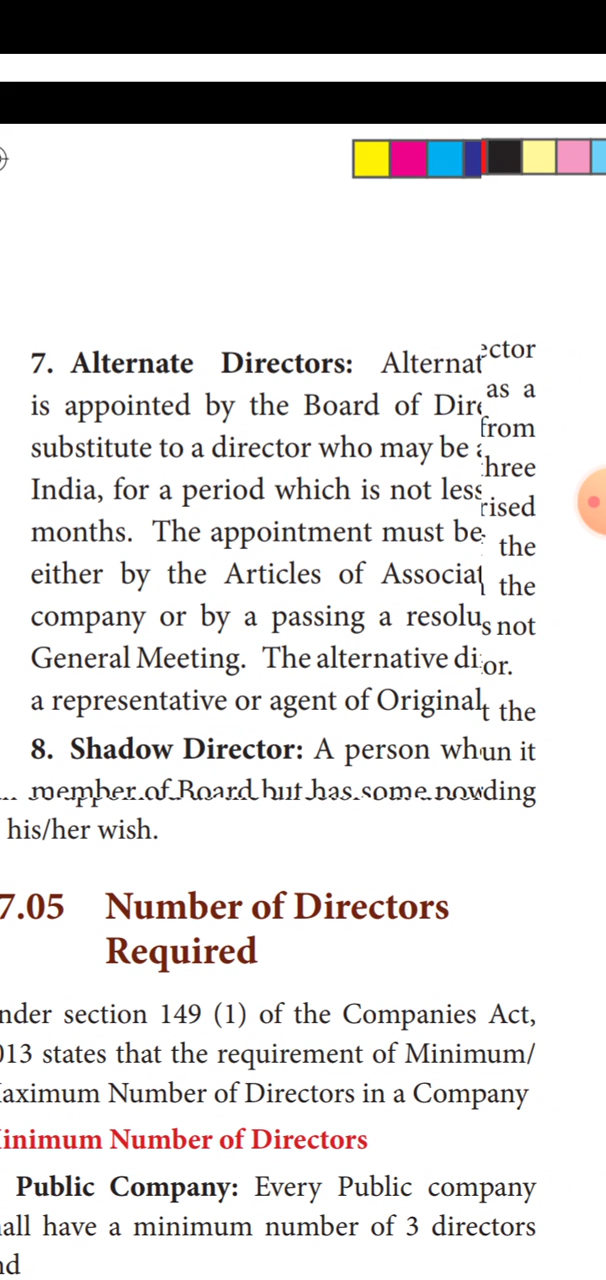 7. Alternate Directors: Alternat ector
is appointed by the Board of Dire as a
substitute to a director who may be a from
India, for a period which is not less three
months. The appointment must be rised
either by the Articles of Associat the
company or by a passing a resolu the
General Meeting. The alternative di s not
a representative or agent of Original or.
t the
8. Shadow Director: A person wh un it
member of Board but has some pow ding
his/her wish.
7.05 Number of Directors
Required
nder section 149 (1) of the Companies Act,
013 states that the requirement of Minimum/
aximum Number of Directors in a Company
inimum Number of Directors
Public Company: Every Public company
all have a minimum number of 3 directors
nd